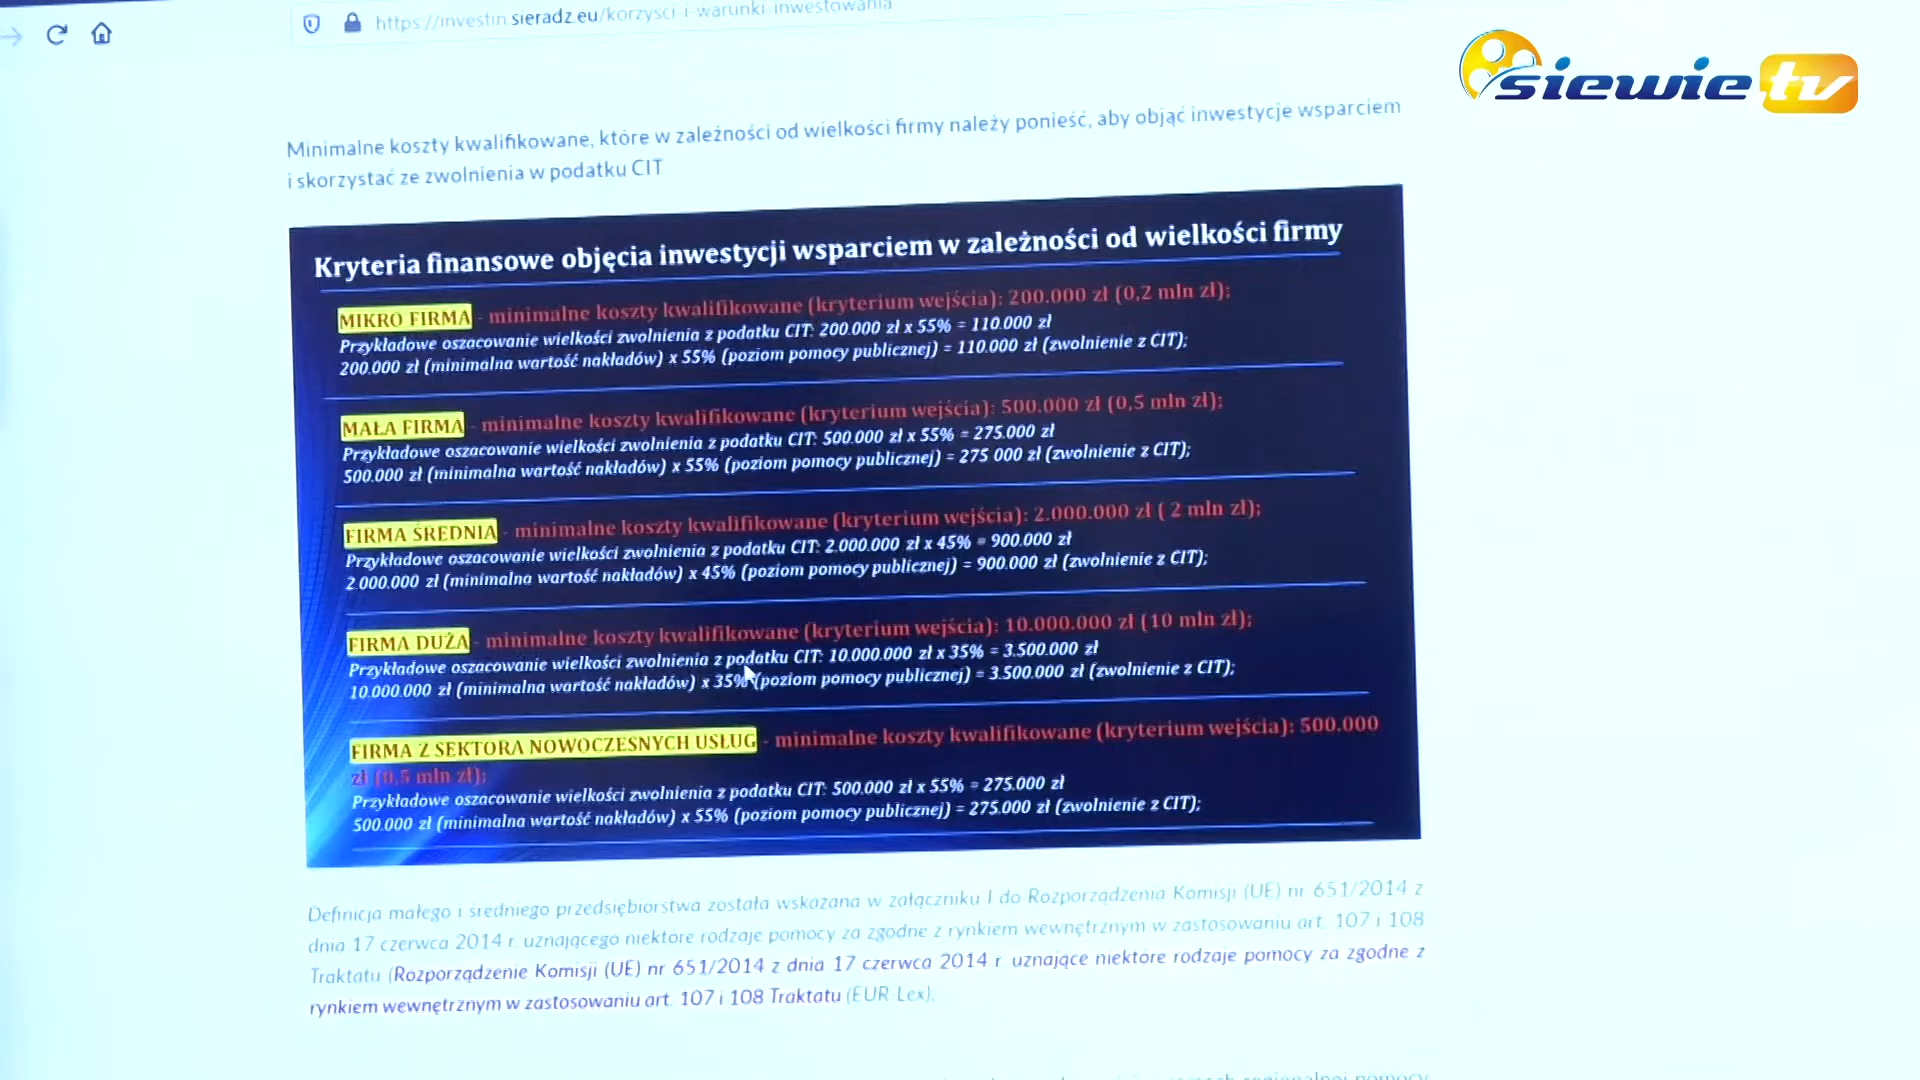 https://investin.sieradz.eu/korzysci-i-warunki-inwestowania
siewie tv
Minimalne koszty kwalifikowane, które w zależności od wielkości firmy należy ponieść, aby objąć inwestycje wsparciem
i skorzystać ze zwolnienia w podatku CIT
Kryteria finansowe objęcia inwestycji wsparciem w zależności od wielkości firmy
MIKRO FIRMA - minimalne koszty kwalifikowane (kryterium wejścia): 200.000 zł (0,2 mln zł);
Przykładowe oszacowanie wielkości zwolnienia z podatku CIT: 200.000 zł x 55% = 110.000 zł
200.000 zł (minimalna wartość nakładów) x 55% (poziom pomocy publicznej) = 110.000 zł (zwolnienie z CIT);
MAŁA FIRMA - minimalne koszty kwalifikowane (kryterium wejścia): 500.000 zł (0,5 mln zł);
Przykładowe oszacowanie wielkości zwolnienia z podatku CIT: 500.000 zł x 55% = 275.000 zł
500.000 zł (minimalna wartość nakładów) x 55% (poziom pomocy publicznej) = 275 000 zł (zwolnienie z CIT);
FIRMA ŚREDNIA - minimalne koszty kwalifikowane (kryterium wejścia): 2.000.000 zł ( 2 mln zł);
Przykładowe oszacowanie wielkości zwolnienia z podatku CIT: 2.000.000 zł x 45% = 900.000 zł
2.000.000 zł (minimalna wartość nakładów) x 45% (poziom pomocy publicznej) = 900.000 zł (zwolnienie z CIT);
FIRMA DUŻA - minimalne koszty kwalifikowane (kryterium wejścia): 10.000.000 zł (10 mln zł);
Przykładowe oszacowanie wielkości zwolnienia z podatku CIT: 10.000.000 zł x 35% = 3.500.000 zł
10.000.000 zł (minimalna wartość nakładów) x 35% (poziom pomocy publicznej) = 3.500.000 zł (zwolnienie z CIT);
FIRMA Z SEKTORA NOWOCZESNYCH USŁUG - minimalne koszty kwalifikowane (kryterium wejścia): 500.000
zł (0,5 mln zł);
Przykładowe oszacowanie wielkości zwolnienia z podatku CIT: 500.000 zł x 55% = 275.000 zł
500.000 zł (minimalna wartość nakładów) x 55% (poziom pomocy publicznej) = 275.000 zł (zwolnienie z CIT);
Definicja małego i średniego przedsiębiorstwa została wskazana w załączniku I do Rozporządzenia Komisji (UE) nr 651/2014 z
dnia 17 czerwca 2014 r. uznającego niektóre rodzaje pomocy za zgodne z rynkiem wewnętrznym w zastosowaniu art. 107 i 108
Traktatu (Rozporządzenie Komisji (UE) nr 651/2014 z dnia 17 czerwca 2014 r. uznające niektóre rodzaje pomocy za zgodne z
rynkiem wewnętrznym w zastosowaniu art. 107 i 108 Traktatu (EUR-Lex);